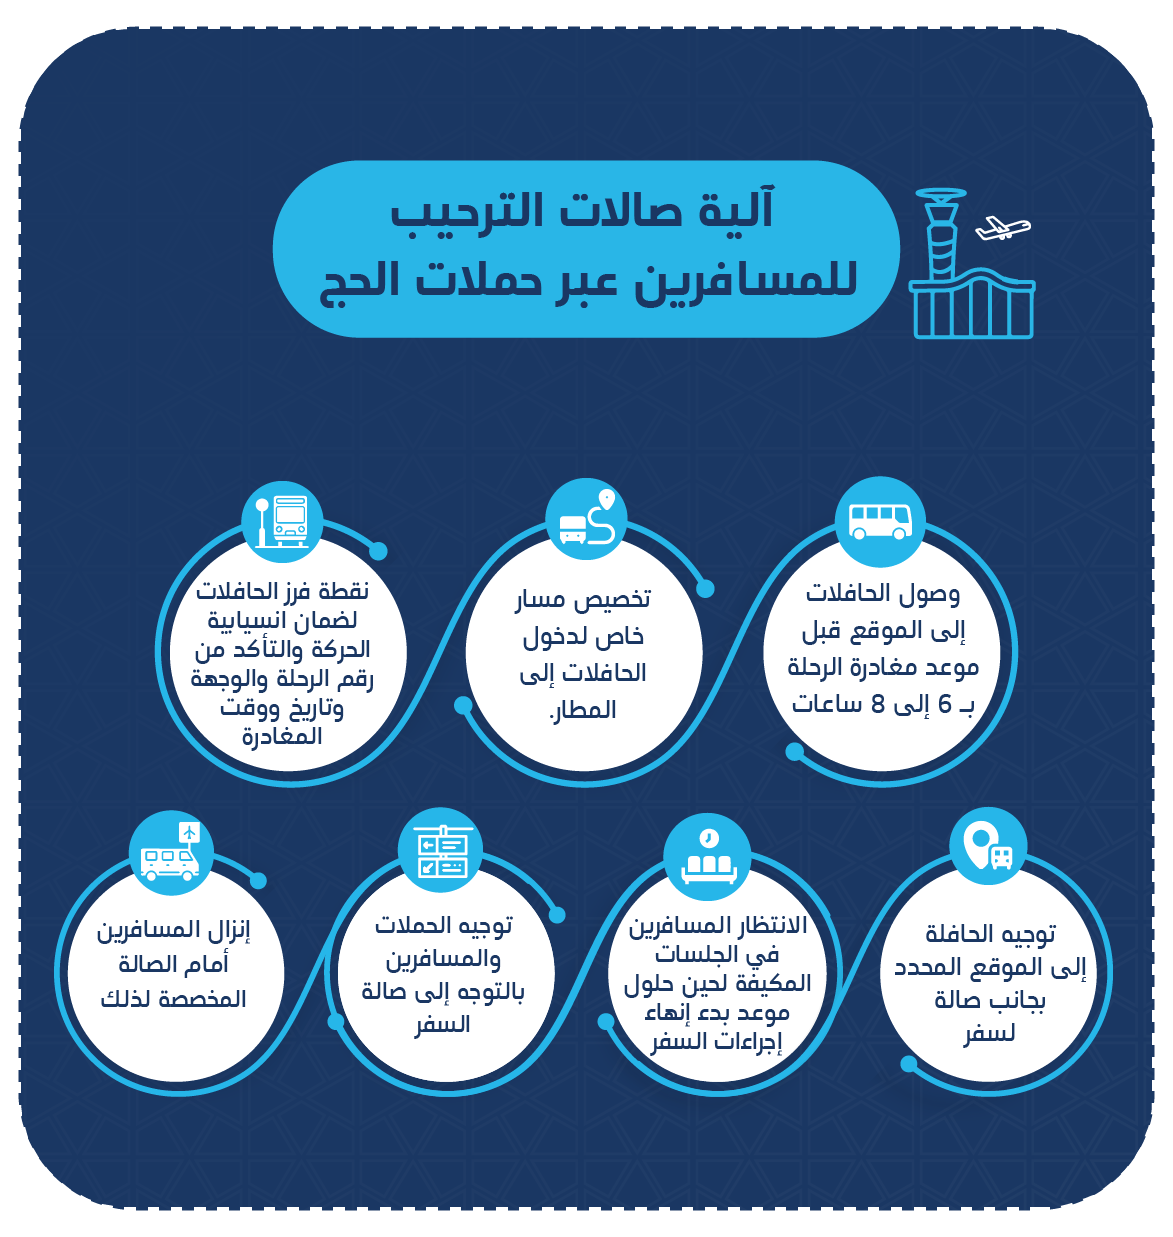 آلية صالات الترحيب
للمسافرين عبر حملات الحج
وصول الحافلات
إلى الموقع قبل
موعد مغادرة الرحلة
بـ 6 إلى 8 ساعات
تخصيص مسار
خاص لدخول
الحافلات إلى
المطار.
نقطة فرز الحافلات
لضمان انسيابية
الحركة والتأكد من
رقم الرحلة والوجهة
وتاريخ ووقت
المغادرة
توجيه الحافلة
إلى الموقع المحدد
بجانب صالة
لسفر
الانتظار المسافرين
في الجلسات
المكيفة لحين حلول
موعد بدء إنهاء
إجراءات السفر
توجيه الحملات
والمسافرين
بالتوجه إلى صالة
السفر
إنزال المسافرين
أمام الصالة
المخصصة لذلك